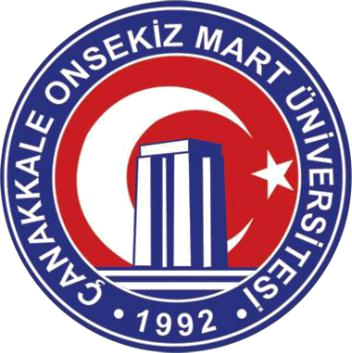 ÇANAKKALE ONSEKİZ MART ÜNİVERSİTESİ
• 1992 •